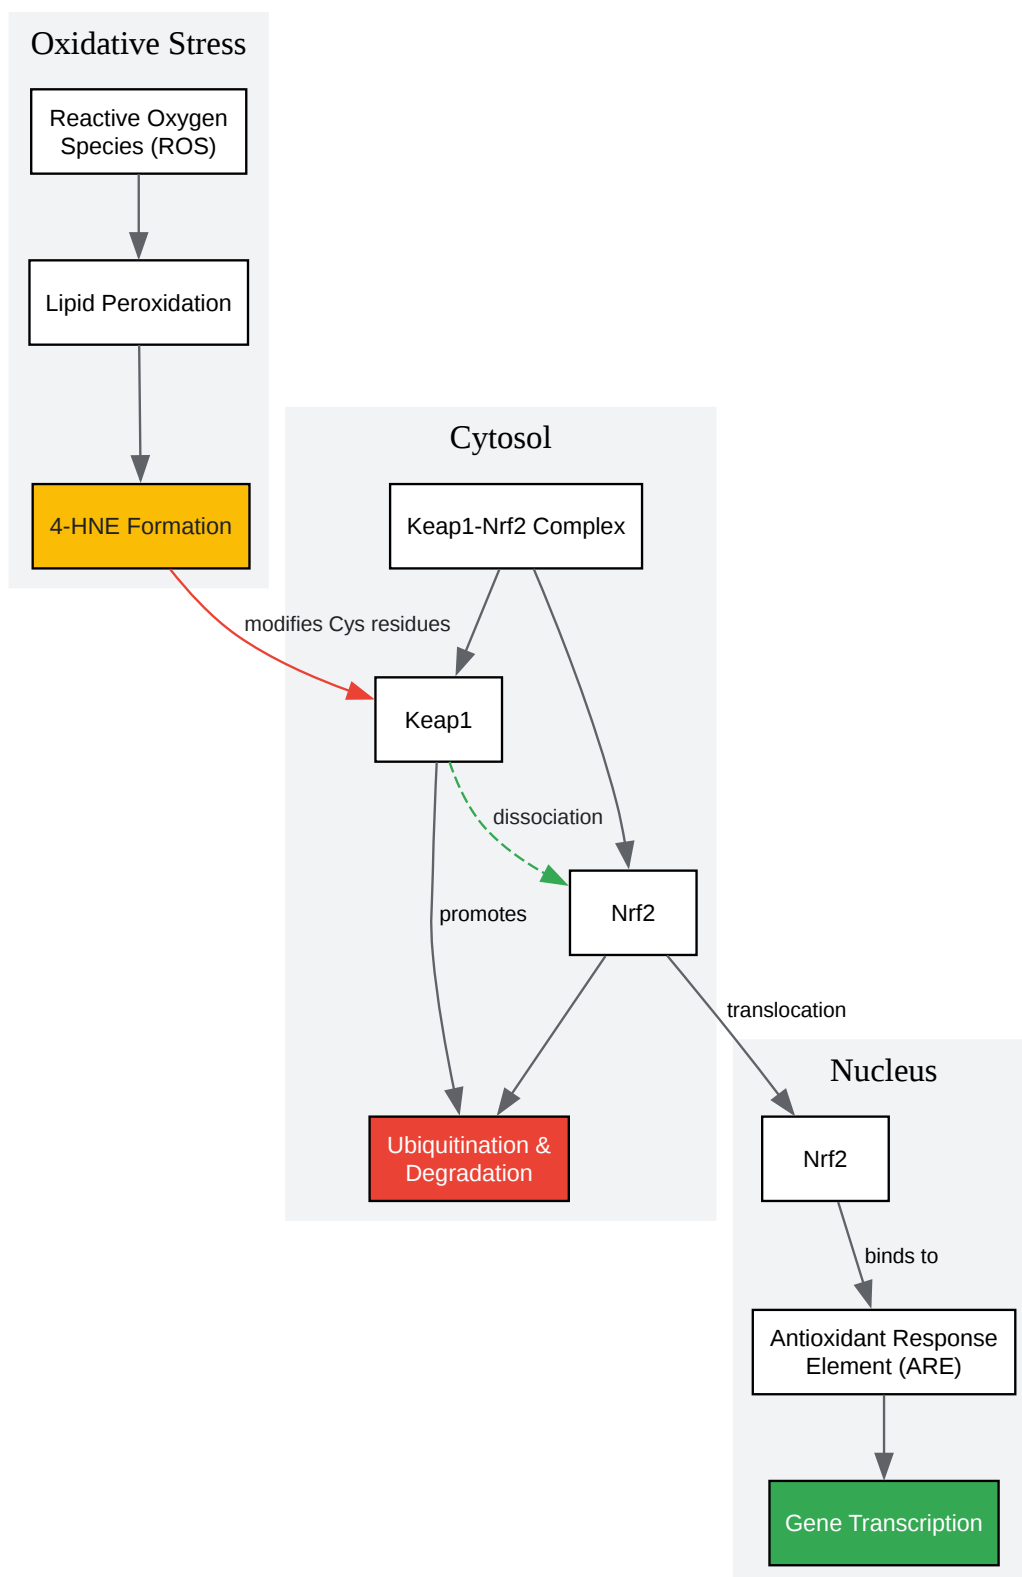 Oxidative Stress
Reactive Oxygen
Species (ROS)
Lipid Peroxidation
4-HNE Formation
modifies Cys residues
Cytosol
Keap1-Nrf2 Complex
Keap1
dissociation
promotes
Nrf2
Ubiquitination &
Degradation
translocation
Nucleus
Nrf2
binds to
Antioxidant Response
Element (ARE)
Gene Transcription